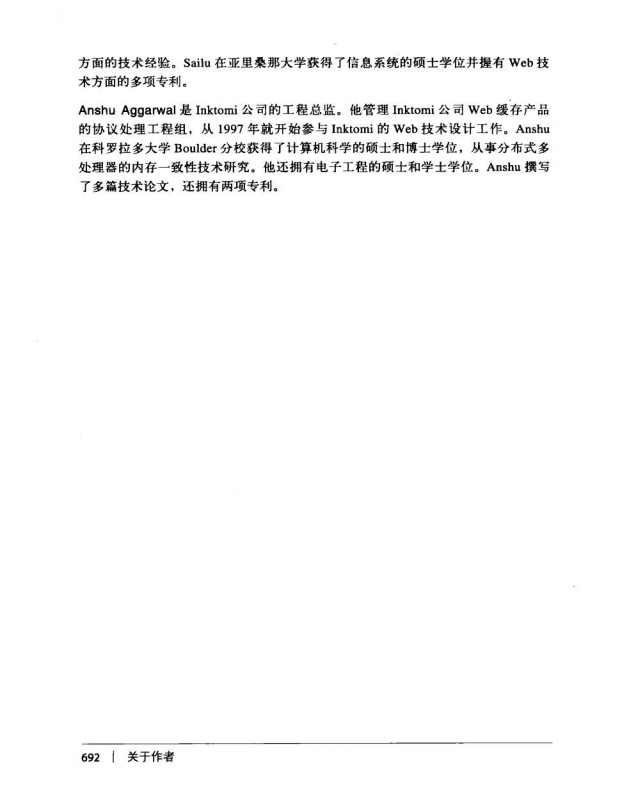 方面的技术经验。Sailu 在亚里桑那大学获得了信息系统的硕士学位并握有 Web 技
术方面的多项专利。
Anshu Aggarwal 是 Inktomi 公司的工程总监。他管理 Inktomi 公司 Web 缓存产品
的协议处理工程组，从 1997 年就开始参与 Inktomi 的 Web 技术设计工作。Anshu
在科罗拉多大学 Boulder 分校获得了计算机科学的硕士和博士学位，从事分布式多
处理器的内存一致性技术研究。他还拥有电子工程的硕士和学士学位。Anshu 撰写
了多篇技术论文，还拥有两项专利。
692 | 关于作者